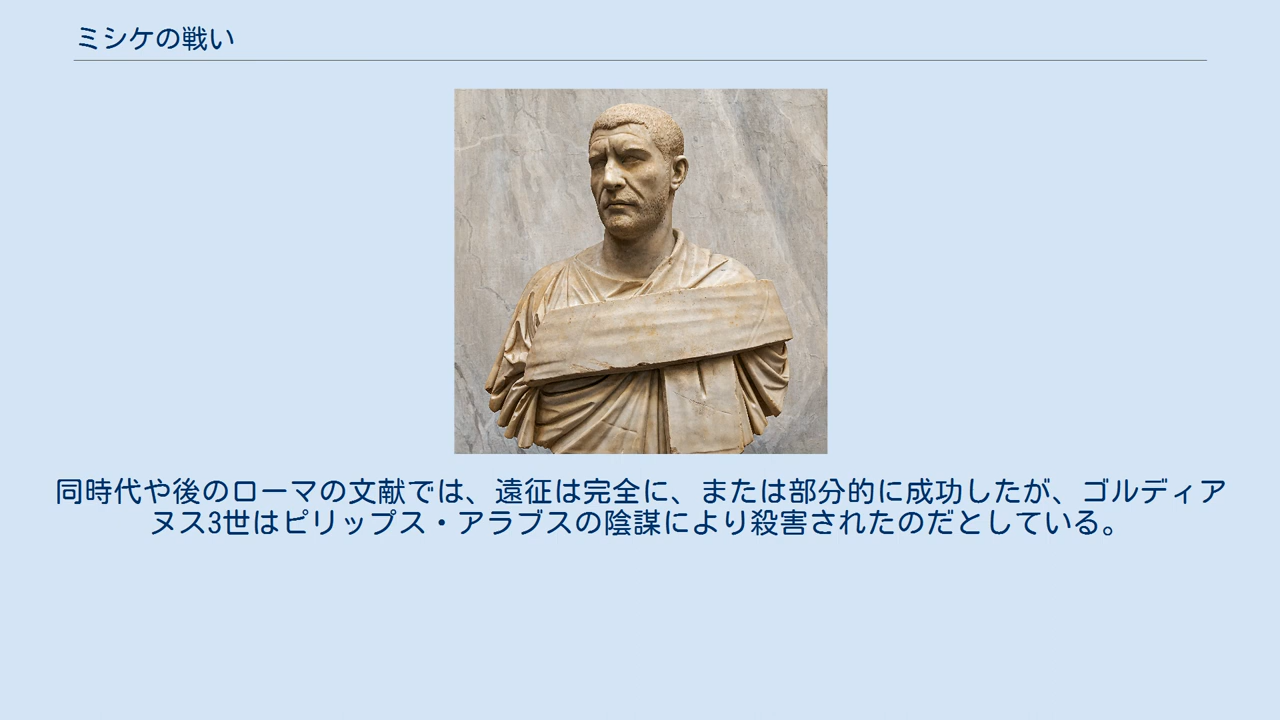 ミシケの戦い
同時代や後のローマの文献では、遠征は完全に、または部分的に成功したが、ゴルディア
ヌス3世はピリップス・アラブスの陰謀により殺害されたのだとしている。